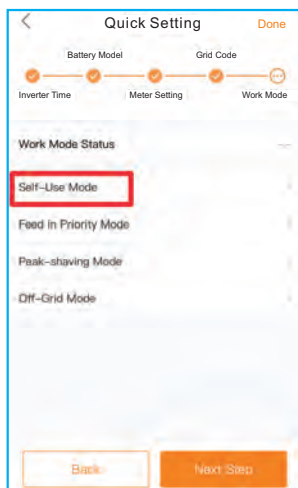 Quick Setting Done
Battery Model Grid Code
Inverter Time Meter Setting Work Mode
Work Mode Status
Self-Use Mode
Feed In Priority Mode
Peak-shaving Mode
Off-Grid Mode
Back Next Step